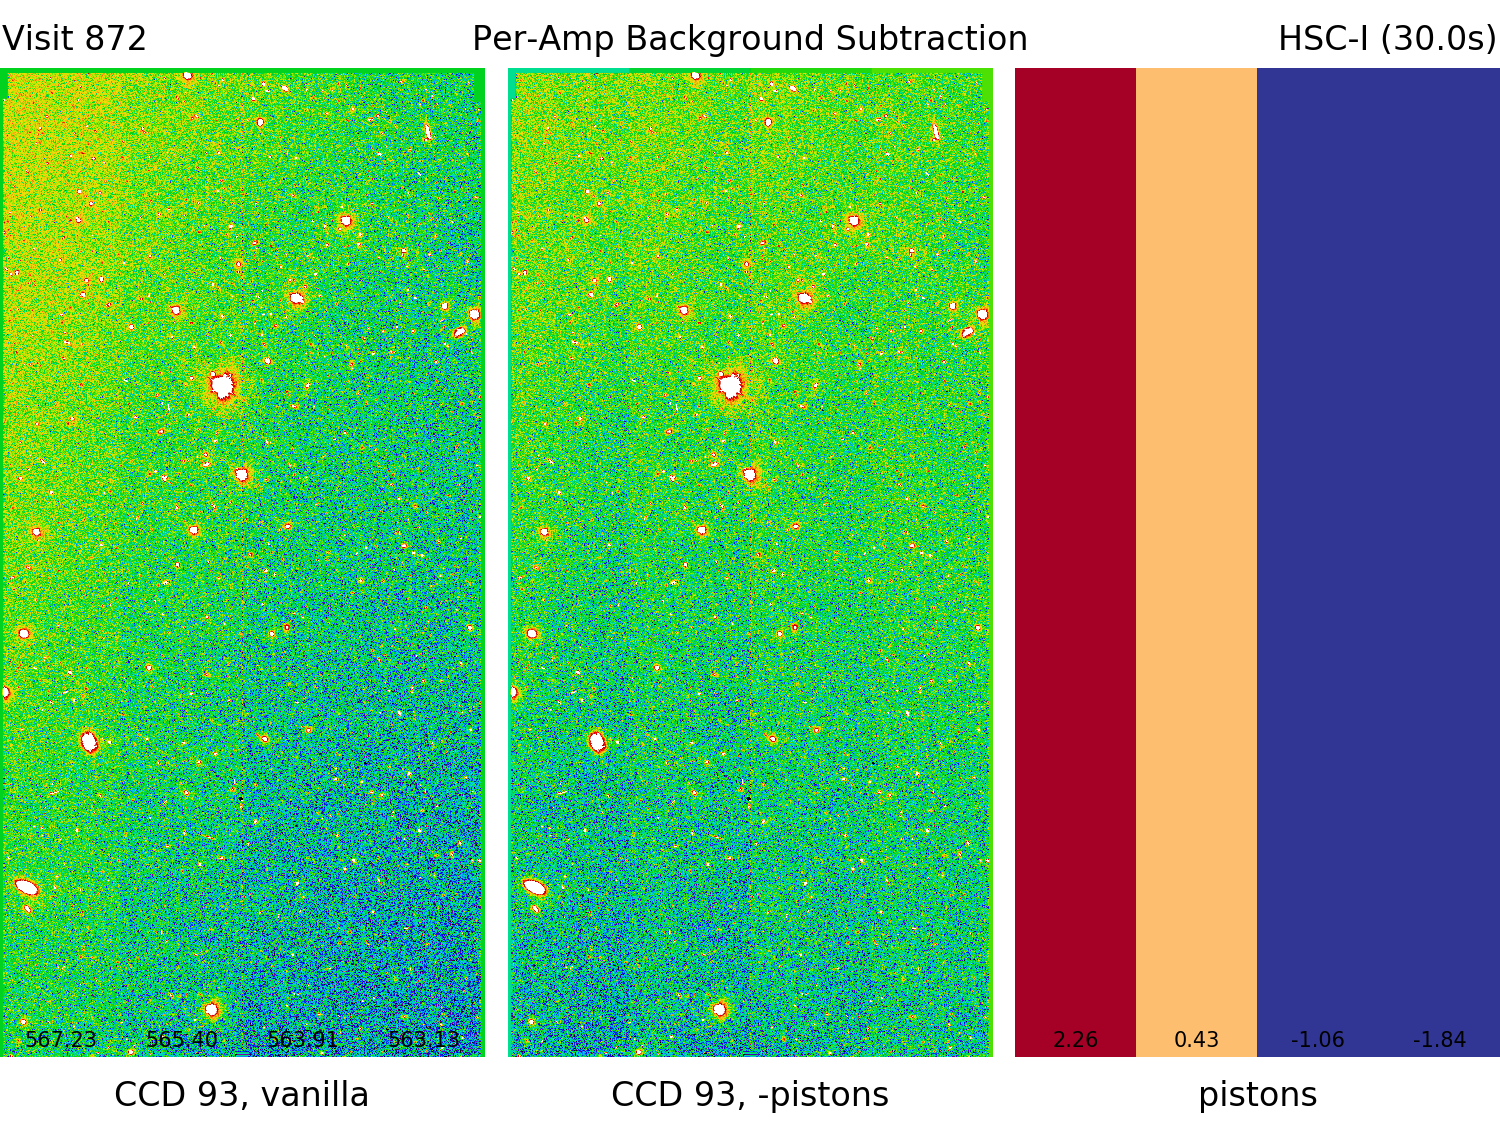 Visit 872 Per-Amp Background Subtraction HSC-I (30.0s)
567.23 565.40 563.91 563.13 2.26 0.43 -1.06 -1.84
CCD 93, vanilla CCD 93, -pistons pistons